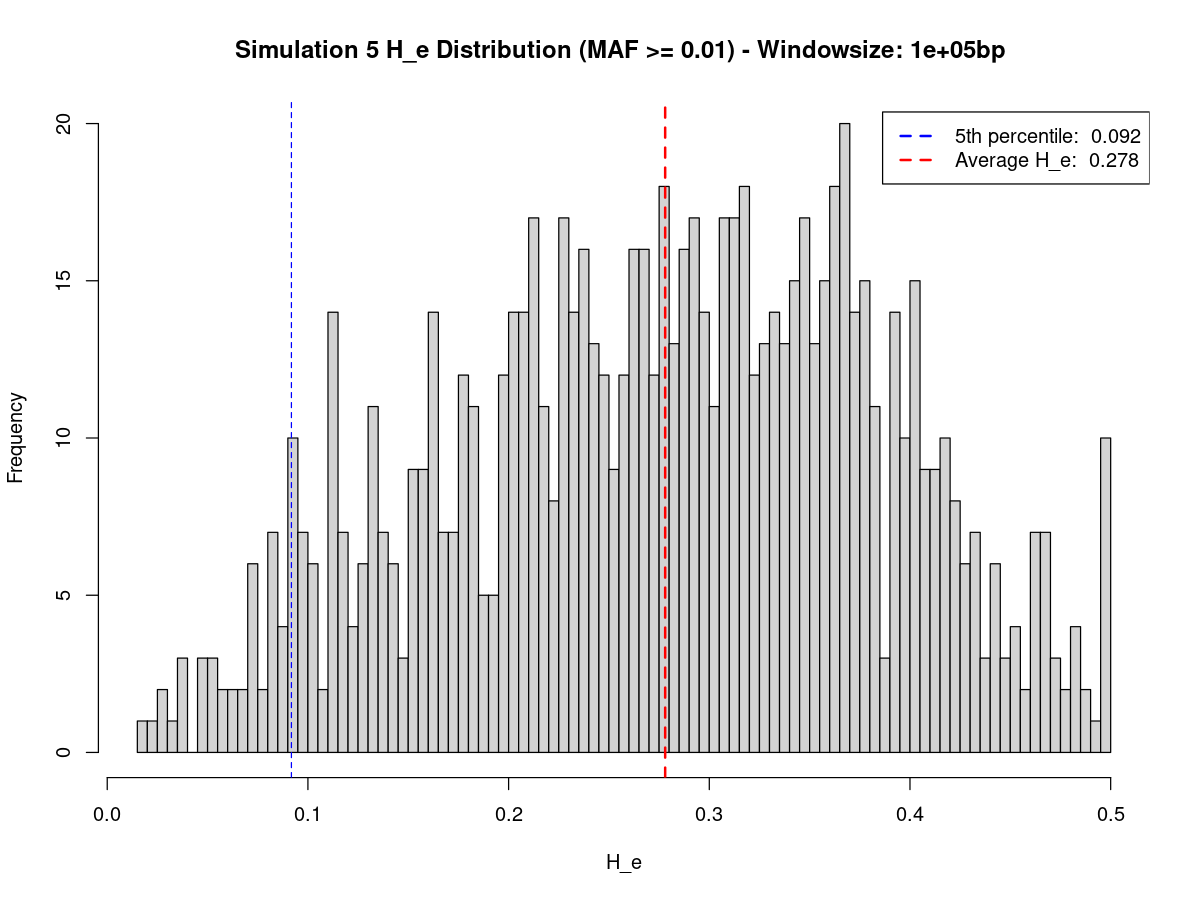 Simulation 5 H_e Distribution (MAF >= 0.01) - Windowsize: 1e+05bp
5th percentile: 0.092
Average H_e: 0.278
Frequency
20
15
10
5
0
0.0 0.1 0.2 0.3 0.4 0.5
H_e